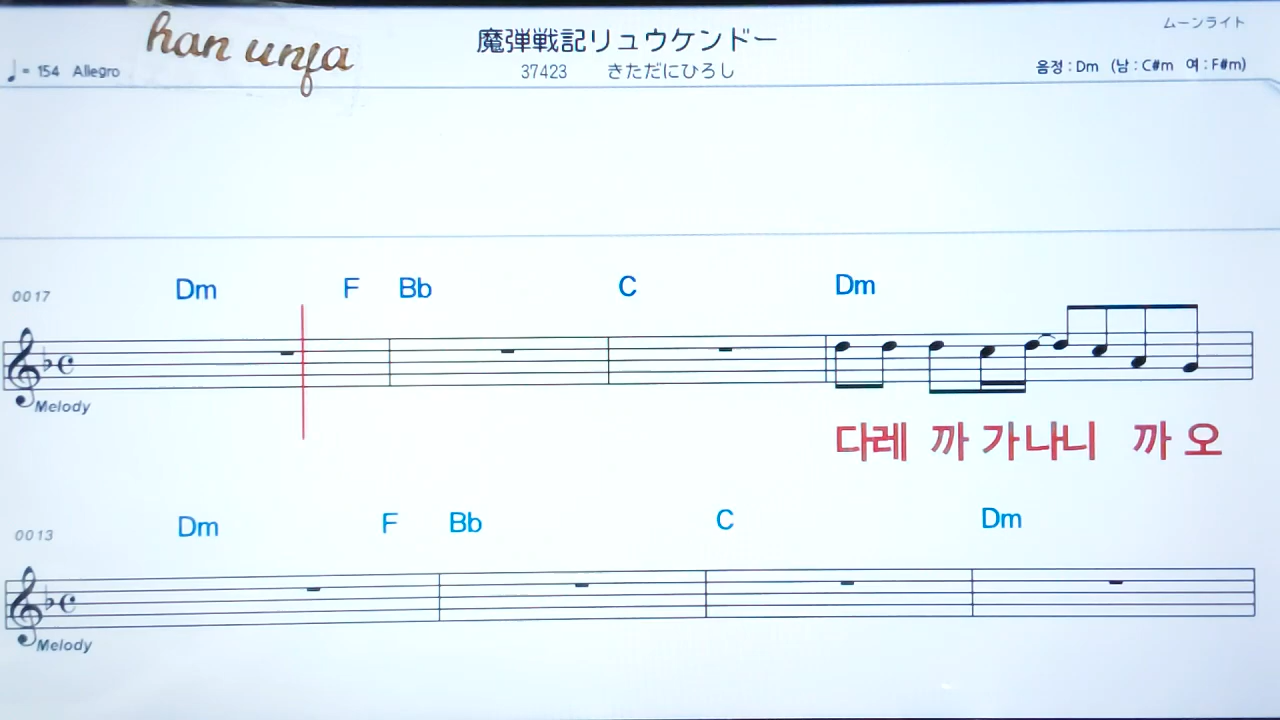 han unfa
魔弾戦記リュウケンドー
ムーンライト
♩= 154 Allegro
37423 きただにひろし
음정 : Dm (남 : C#m 여 : F#m)
0017 Dm F Bb C Dm
Melody
다레 까 가나니 까 오
0013 Dm F Bb C Dm
Melody